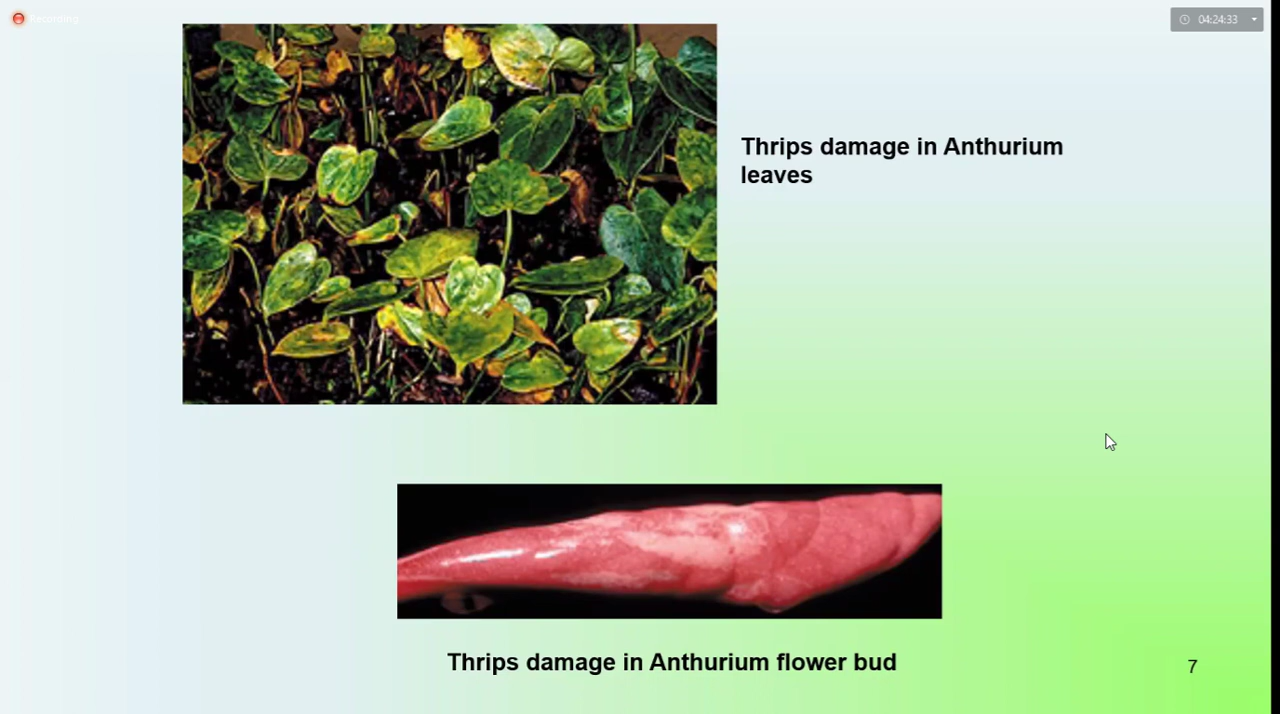 Recording
04:24:33
Thrips damage in Anthurium
leaves
Thrips damage in Anthurium flower bud
7